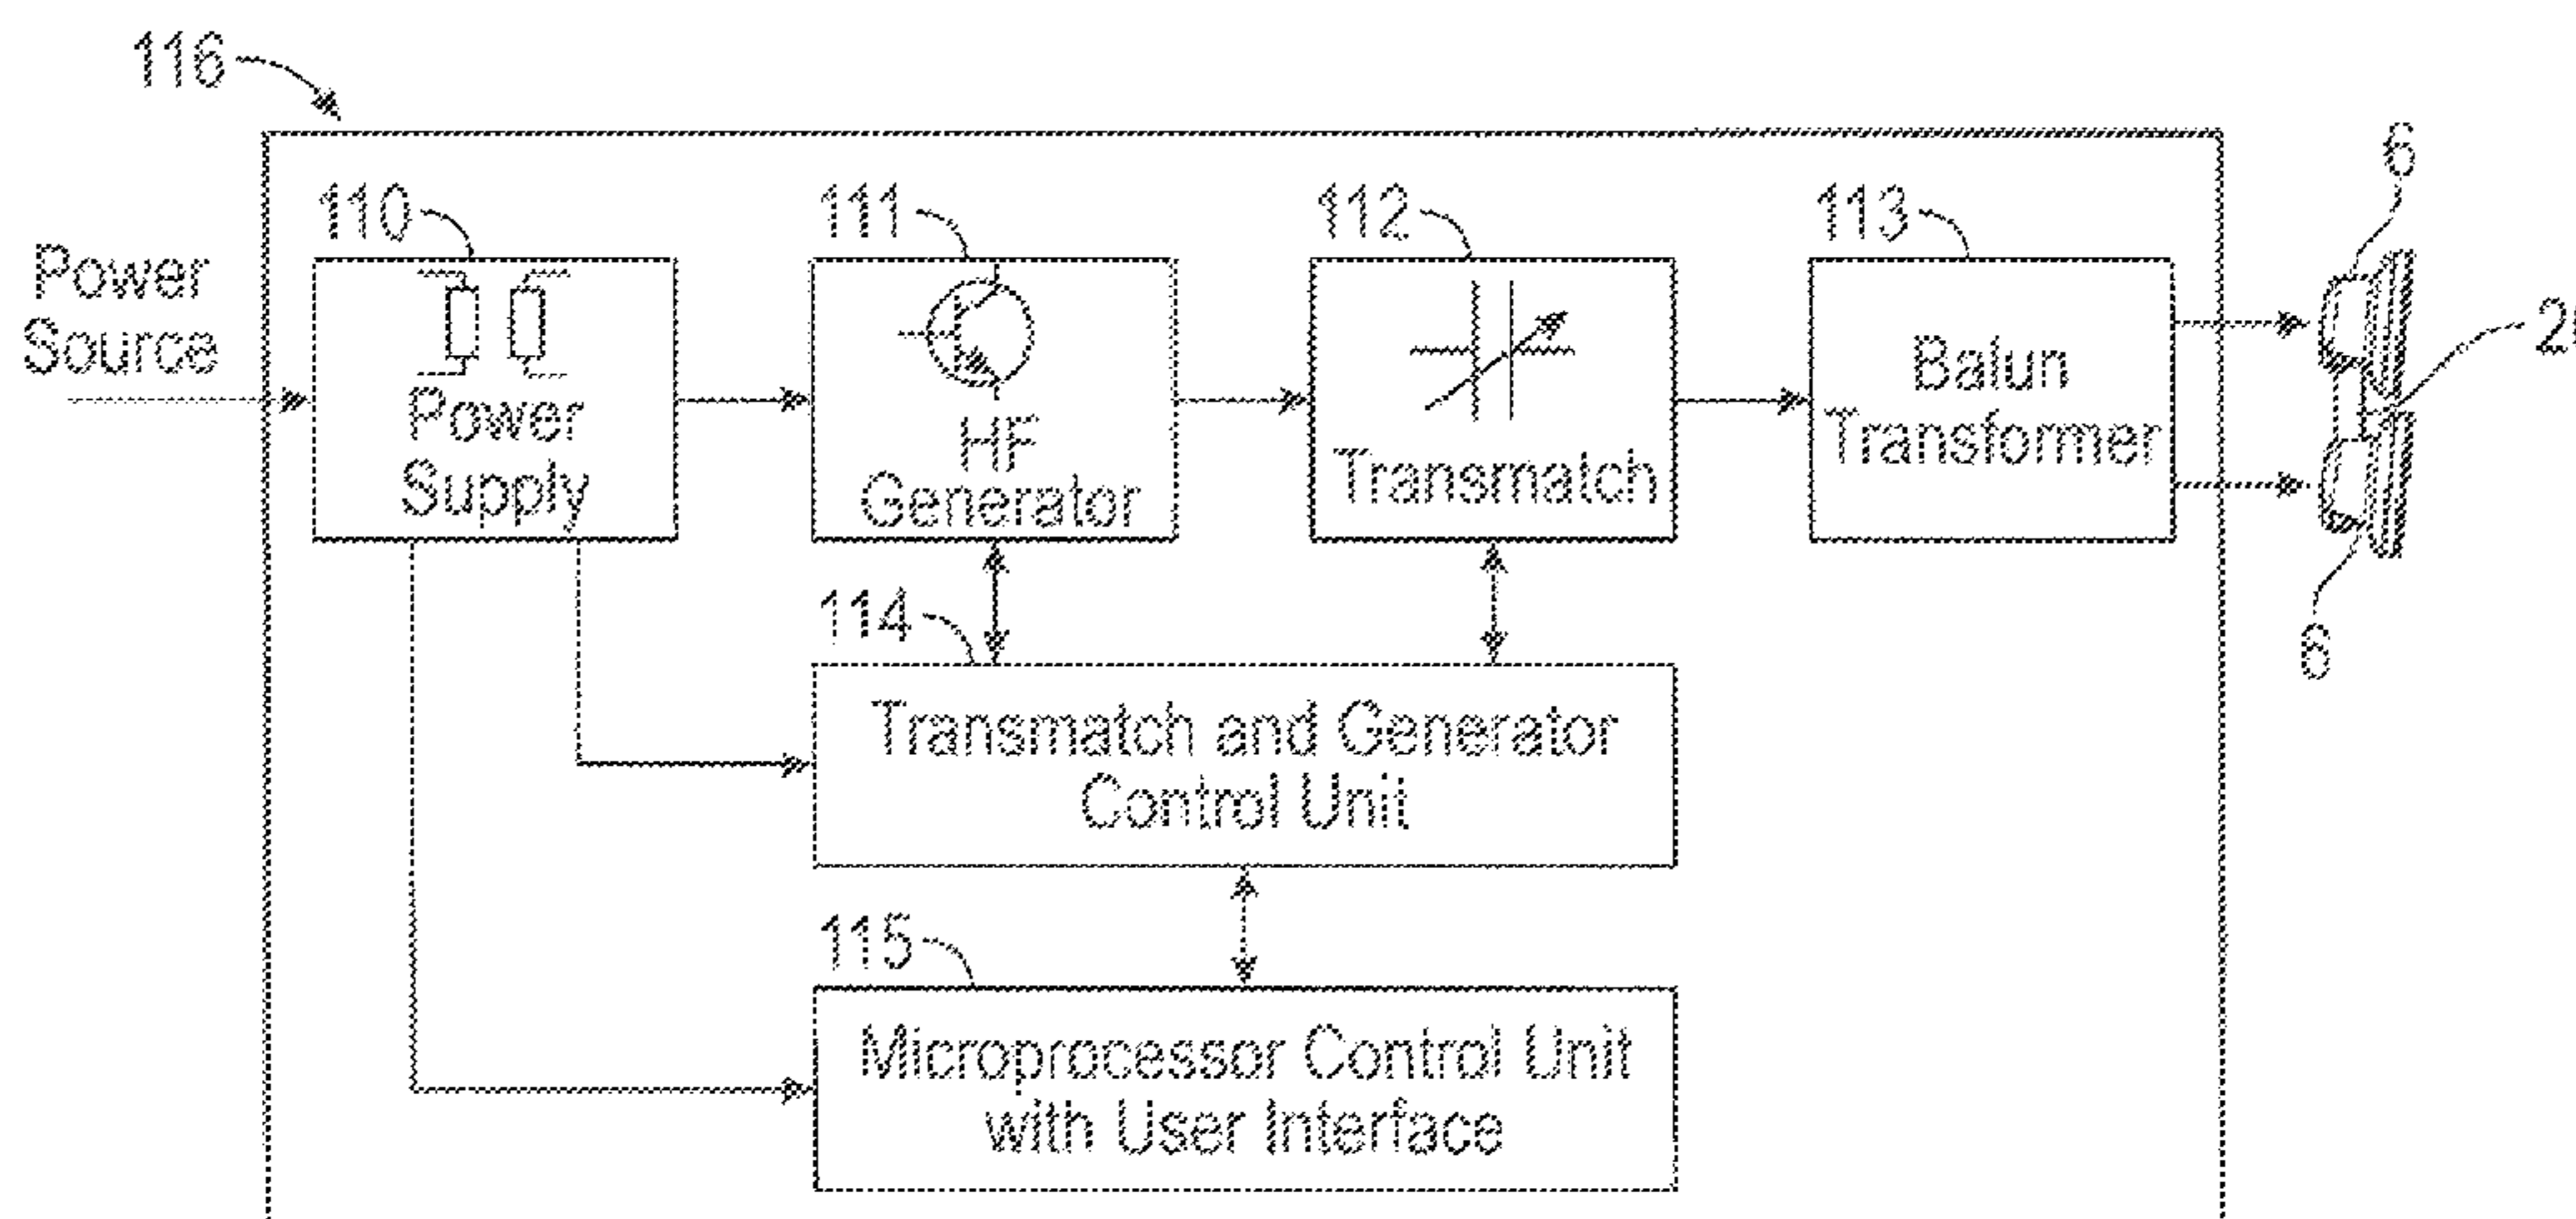 116
6
110
111
112
113
Power
Source
Power
Supply
HF
Generator
Transmatch
Balun
Transformer
6
114
Transmatch and Generator
Control Unit
115
Microprocessor Control Unit
with User Interface